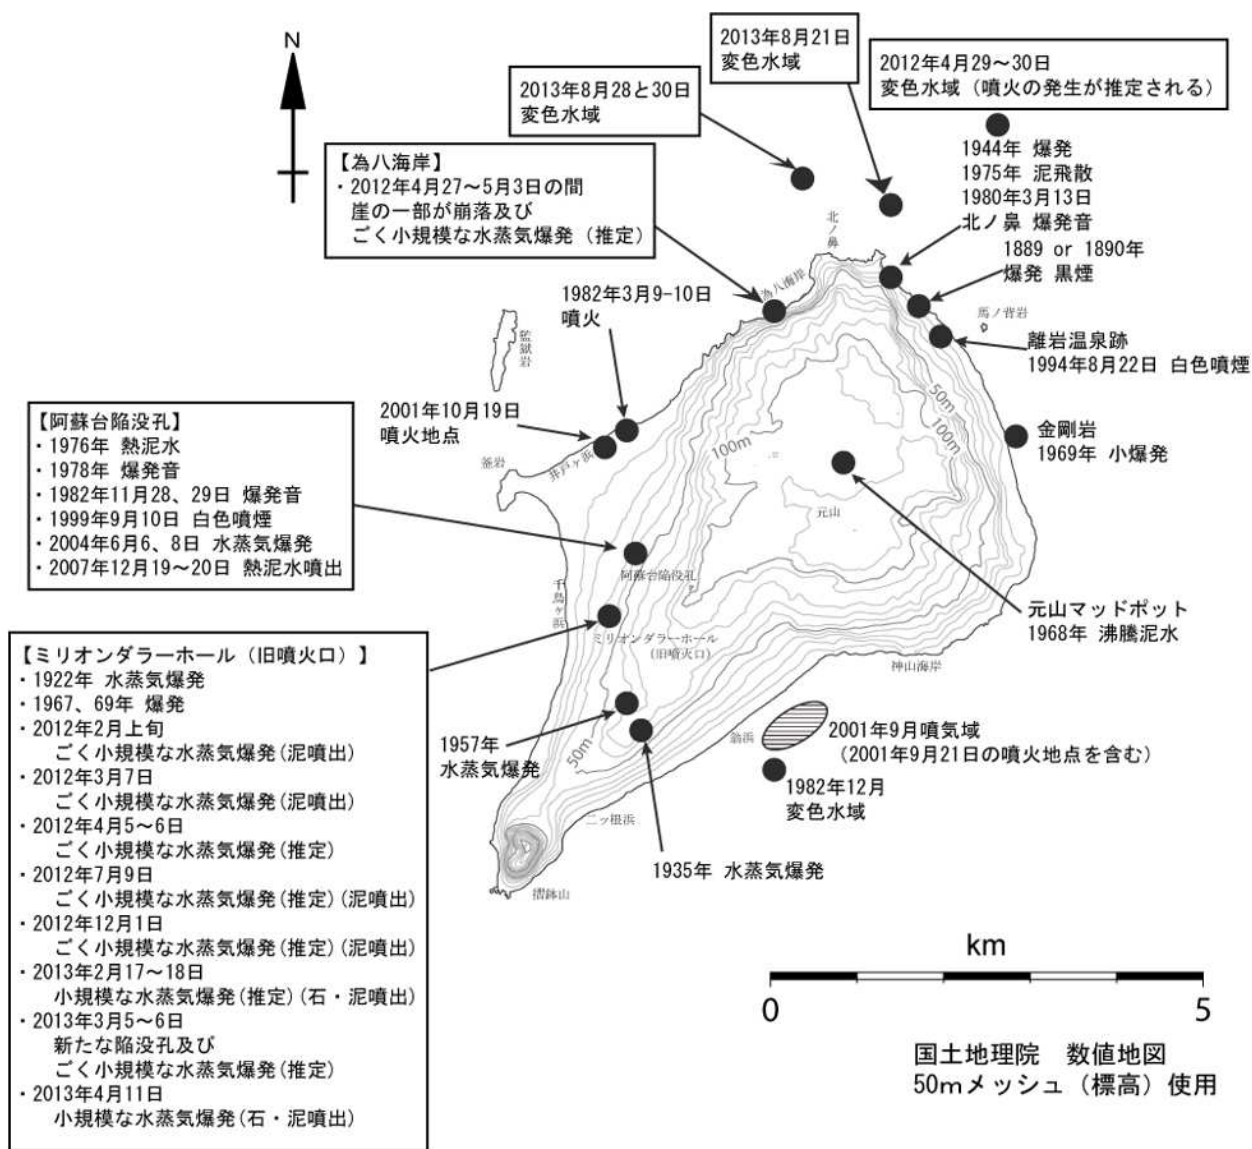 N
2013年8月21日
変色水域
2012年4月29～30日
変色水域（噴火の発生が推定される）
2013年8月28と30日
変色水域
【為八海岸】
・2012年4月27～5月3日の間
崖の一部が崩落及び
ごく小規模な水蒸気爆発（推定）
1944年 爆発
1975年 泥飛散
1980年3月13日
北ノ鼻 爆発音
1889 or 1890年
爆発 黒煙
北ノ鼻
為八海岸
馬ノ背岩
離岩温泉跡
1994年8月22日 白色噴煙
1982年3月9-10日
噴火
監獄岩
2001年10月19日
噴火地点
釜岩
井戸ヶ浜
50m
100m
100m
金剛岩
1969年 小爆発
【阿蘇台陥没孔】
・1976年 熱泥水
・1978年 爆発音
・1982年11月28、29日 爆発音
・1999年9月10日 白色噴煙
・2004年6月6、8日 水蒸気爆発
・2007年12月19～20日 熱泥水噴出
元山
阿蘇台陥没孔
千鳥ヶ浜
元山マッドポット
1968年 沸騰泥水
ミリオンダラーホール
(旧噴火口)
神山海岸
【ミリオンダラーホール（旧噴火口）】
・1922年 水蒸気爆発
・1967、69年 爆発
・2012年2月上旬
ごく小規模な水蒸気爆発(泥噴出)
・2012年3月7日
ごく小規模な水蒸気爆発(泥噴出)
・2012年4月5～6日
ごく小規模な水蒸気爆発(推定)
・2012年7月9日
ごく小規模な水蒸気爆発(推定)(泥噴出)
・2012年12月1日
ごく小規模な水蒸気爆発(推定)(泥噴出)
・2013年2月17～18日
小規模な水蒸気爆発(推定)(石・泥噴出)
・2013年3月5～6日
新たな陥没孔及び
ごく小規模な水蒸気爆発(推定)
・2013年4月11日
小規模な水蒸気爆発(石・泥噴出)
1957年
水蒸気爆発
50m
翁浜
2001年9月噴気域
(2001年9月21日の噴火地点を含む)
1982年12月
変色水域
二ッ根浜
1935年 水蒸気爆発
摺鉢山
km
0
5
国土地理院　数値地図
50mメッシュ（標高）使用